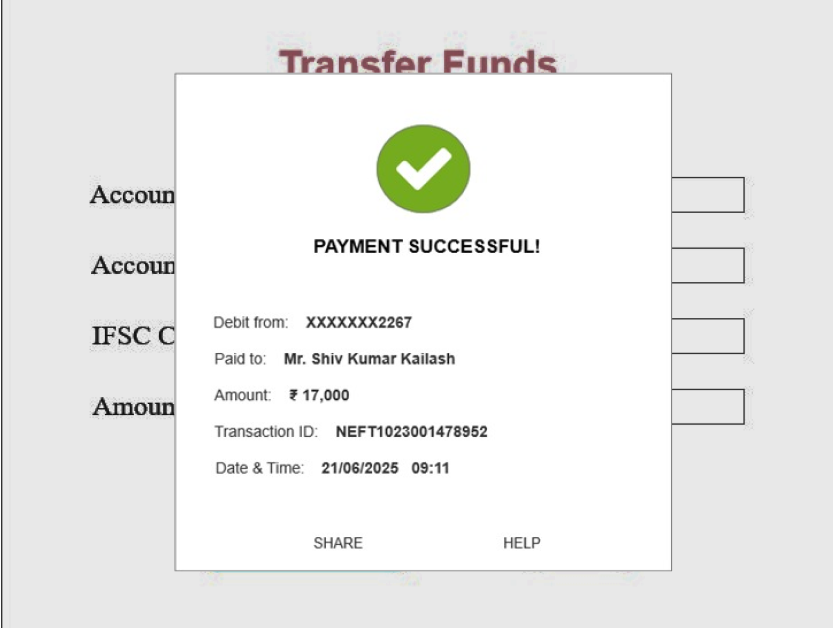 Transfer Funds
PAYMENT SUCCESSFUL!
Accoun
Accoun
IFSC C
Amoun
Debit from: XXXXXXX2267
Paid to: Mr. Shiv Kumar Kailash
Amount: ₹ 17,000
Transaction ID: NEFT1023001478952
Date & Time: 21/06/2025 09:11
SHARE HELP